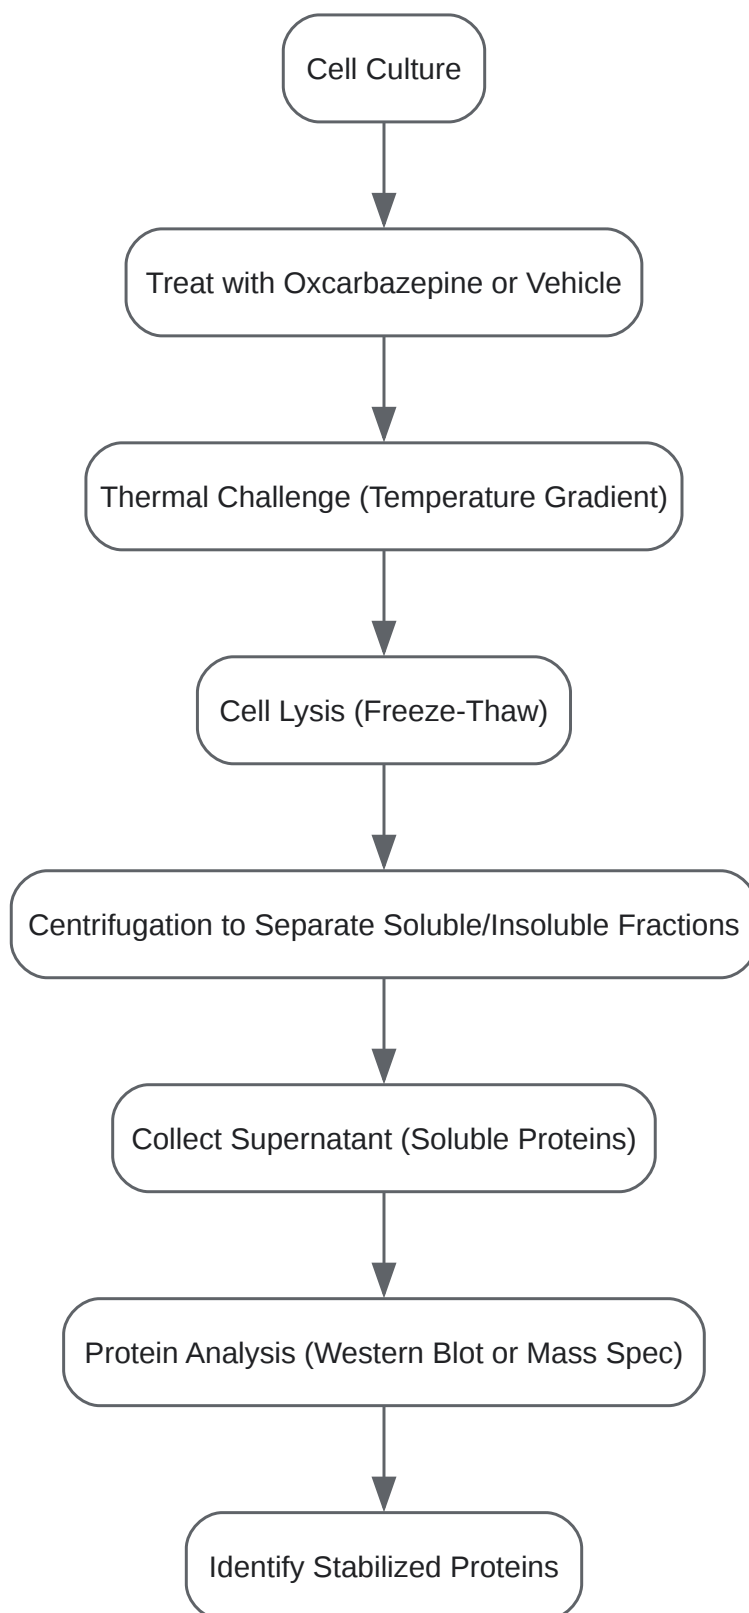 Cell Culture
Treat with Oxcarbazepine or Vehicle
Thermal Challenge (Temperature Gradient)
Cell Lysis (Freeze-Thaw)
Centrifugation to Separate Soluble/Insoluble Fractions
Collect Supernatant (Soluble Proteins)
Protein Analysis (Western Blot or Mass Spec)
Identify Stabilized Proteins